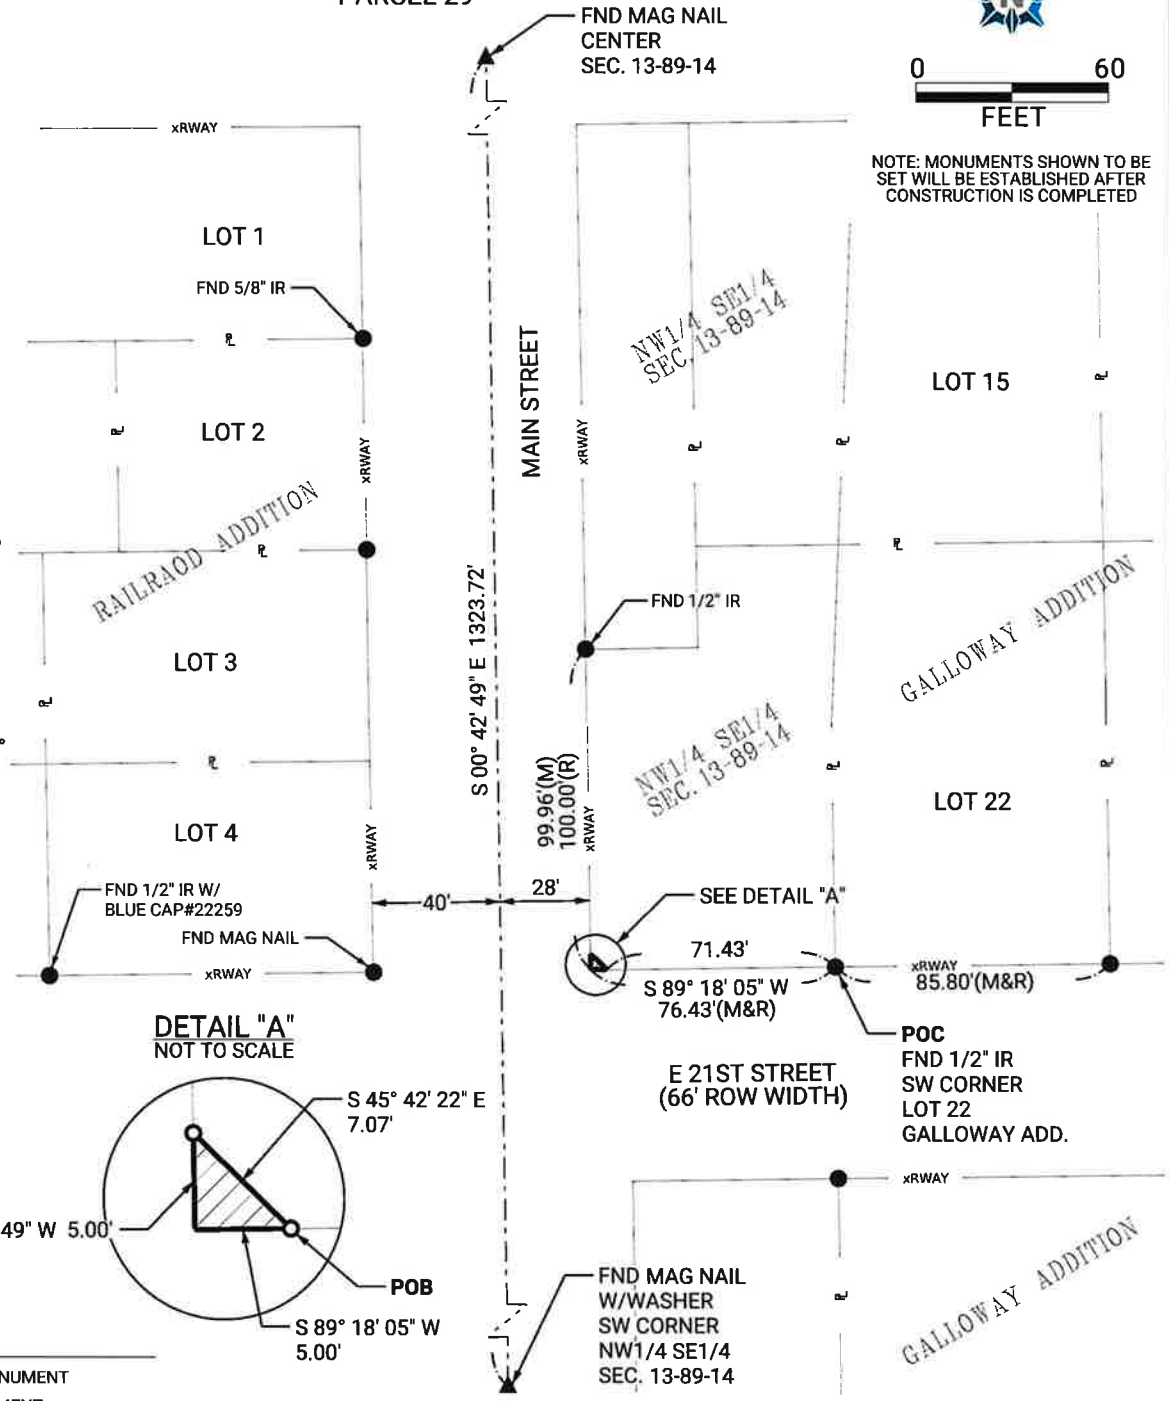 PARCEL 29
FND MAG NAIL
CENTER
SEC. 13-89-14
N
0 60
FEET
NOTE: MONUMENTS SHOWN TO BE
SET WILL BE ESTABLISHED AFTER
CONSTRUCTION IS COMPLETED
xRWAY
LOT 1
FND 5/8" IR
NW1/4 SE1/4
SEC. 13-89-14
MAIN STREET
LOT 15
℄
℄
LOT 2
xRWAY
xRWAY
℄
℄
℄
RAILRAOD ADDITION
℄
℄
S 00° 42' 49" E 1323.72'
FND 1/2" IR
GALLOWAY ADDITION
LOT 3
℄
NW1/4 SE1/4
SEC. 13-89-14
℄
99.96'(M)
100.00'(R)
xRWAY
℄
℄
LOT 22
LOT 4
xRWAY
FND 1/2" IR W/
BLUE CAP#22259
40'
28'
SEE DETAIL "A"
FND MAG NAIL
71.43'
xRWAY
xRWAY
S 89° 18' 05" W
76.43'(M&R)
85.80'(M&R)
DETAIL "A"
NOT TO SCALE
POC
FND 1/2" IR
SW CORNER
LOT 22
GALLOWAY ADD.
E 21ST STREET
(66' ROW WIDTH)
S 45° 42' 22" E
7.07'
xRWAY
49" W 5.00'
POB
S 89° 18' 05" W
5.00'
FND MAG NAIL
W/WASHER
SW CORNER
NW1/4 SE1/4
SEC. 13-89-14
℄
GALLOWAY ADDITION
NUMENT